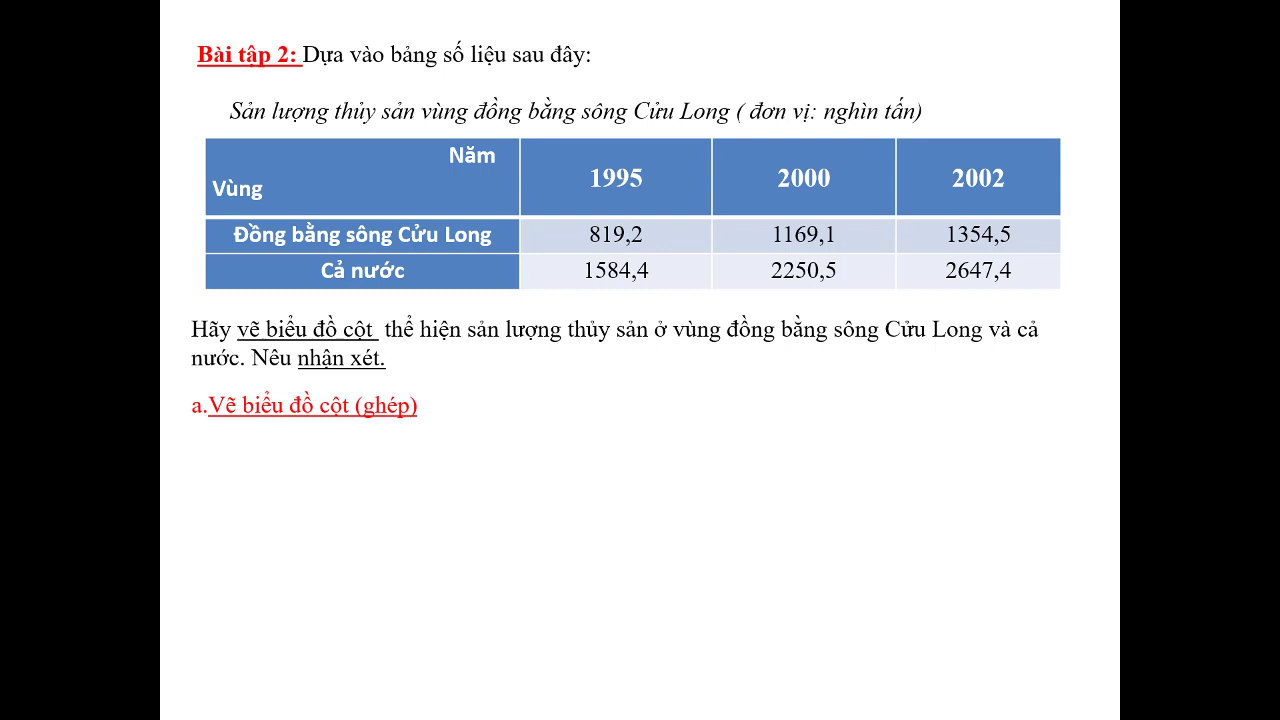 Bài tập 2: Dựa vào bảng số liệu sau đây:
Sản lượng thủy sản vùng đồng bằng sông Cửu Long ( đơn vị: nghìn tấn)
Năm
Vùng
1995 2000 2002
Đồng bằng sông Cửu Long 819,2 1169,1 1354,5
Cả nước 1584,4 2250,5 2647,4
Hãy vẽ biểu đồ cột thể hiện sản lượng thủy sản ở vùng đồng bằng sông Cửu Long và cả
nước. Nêu nhận xét.
a.Vẽ biểu đồ cột (ghép)